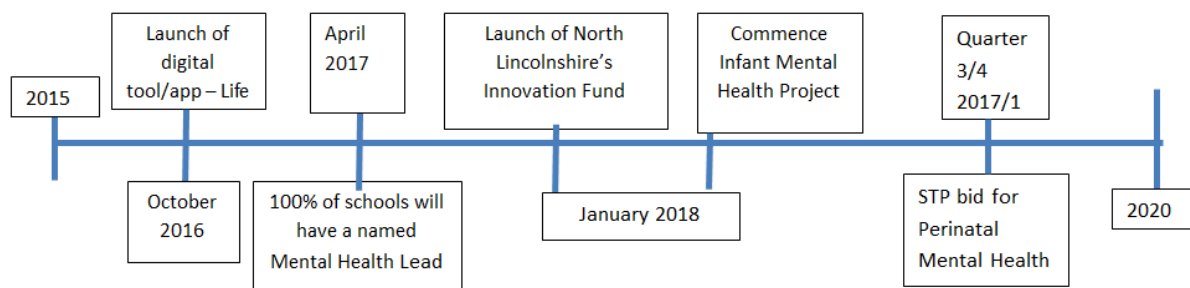 2015
Launch of
digital
tool/app – Life
October
2016
April
2017
100% of schools will
have a named
Mental Health Lead
Launch of North
Lincolnshire's
Innovation Fund
Commence
Infant Mental
Health Project
January 2018
Quarter
3/4
2017/1
STP bid for
Perinatal
Mental Health
2020